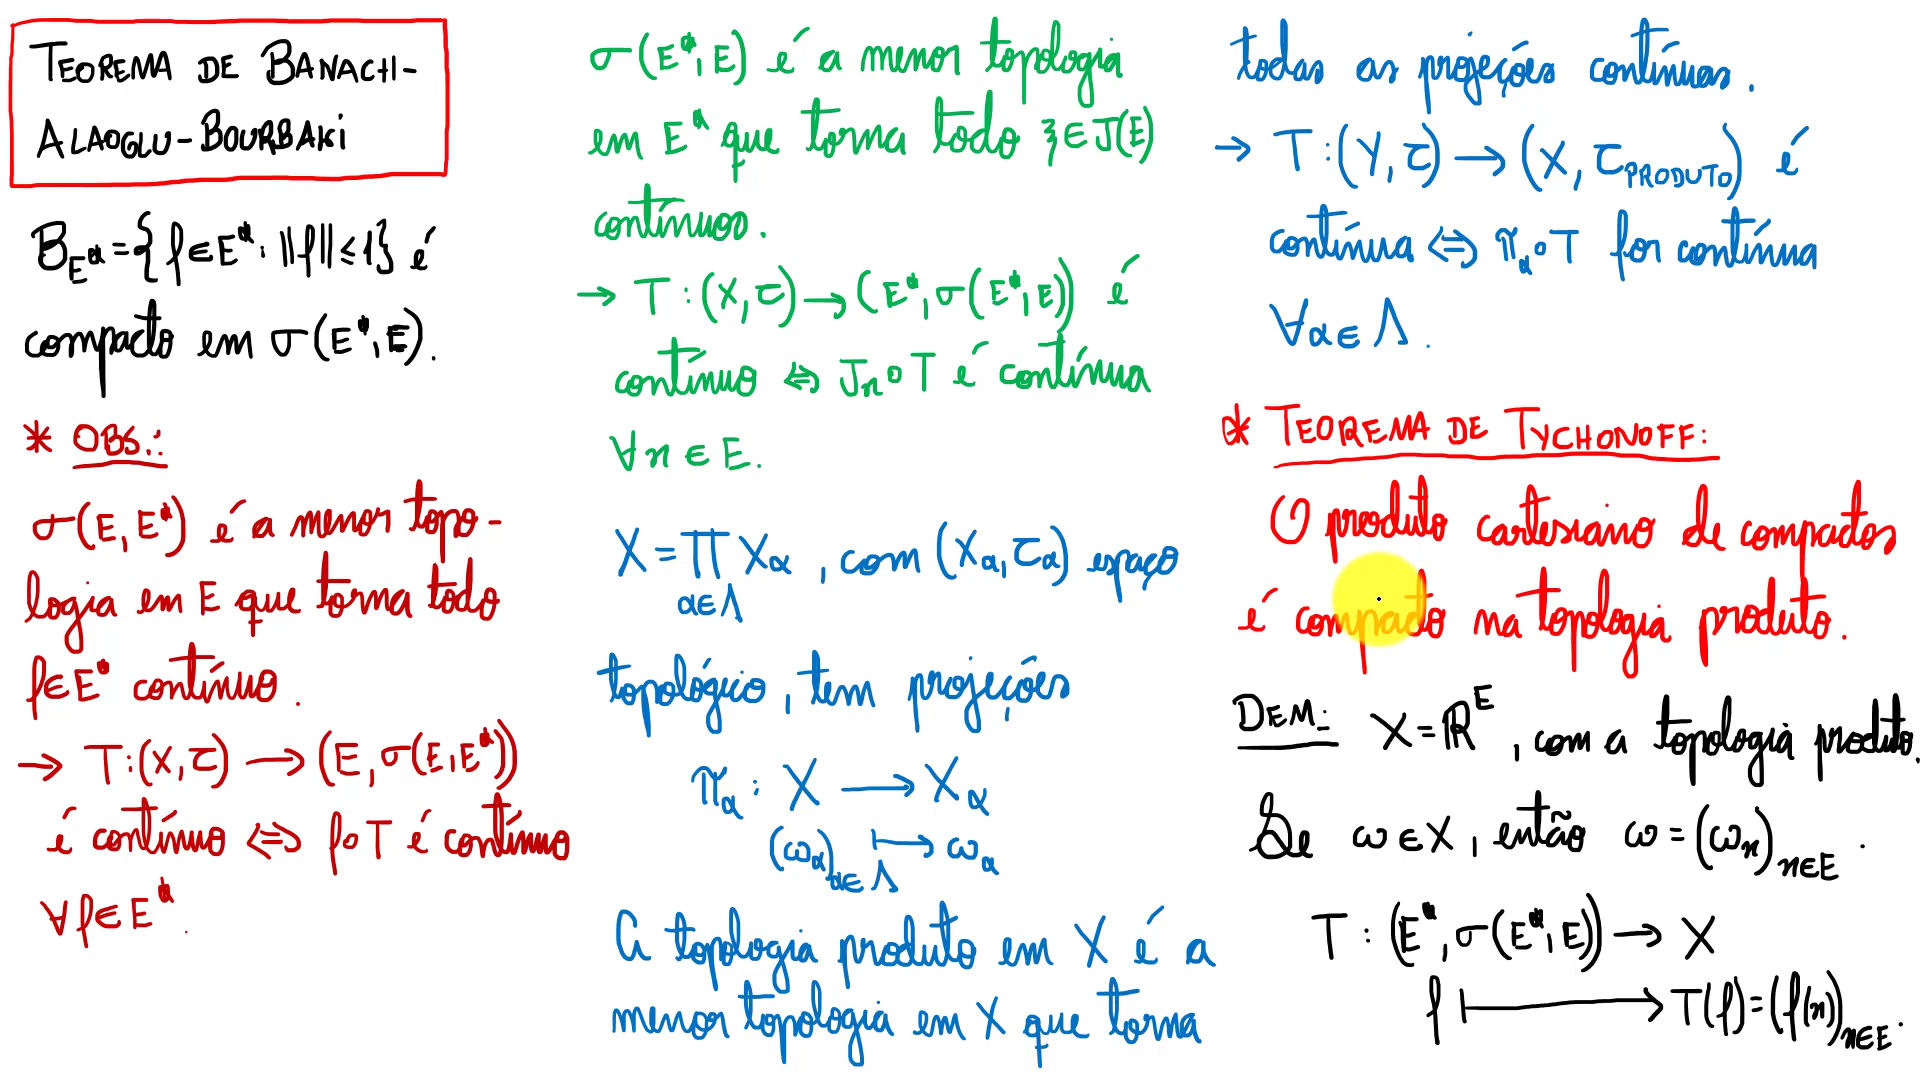 TEOREMA DE BANACH-
ALAOGLU-BOURBAKI
B_{E*} = { f ∈ E* : ||f|| ≤ 1 } é
compacto em σ(E*, E).
* OBS.:
σ(E, E*) é a menor topo-
logia em E que torna todo
f ∈ E* contínuo.
→ T : (X, τ) → (E, σ(E, E*))
é contínuo ⇔ f∘T é contínuo
∀ f ∈ E*.
σ(E*, E) é a menor topologia
em E* que torna todo ξ ∈ J(E)
contínuos.
→ T : (X, τ) → (E*, σ(E*, E)) é
contínuo ⇔ J_x∘T é contínua
∀ x ∈ E.
X = ∏ X_α, com (X_α, τ_α) espaço
α∈Λ
topológico, tem projeções
π_α : X → X_α
(ω_α)_{α∈Λ} ↦ ω_α
A topologia produto em X é a
menor topologia em X que torna
todas as projeções contínuas.
→ T : (Y, τ) → (X, τ_{PRODUTO}) é
contínua ⇔ π_α∘T for contínua
∀ α ∈ Λ.
* TEOREMA DE TYCHONOFF:
O produto cartesiano de compactos
é compacto na topologia produto.
DEM.: X = ℝ^E, com a topologia produto.
Se ω ∈ X, então ω = (ω_x)_{x∈E}.
T : (E*, σ(E*, E)) → X
f ↦ T(f) = (f(x))_{x∈E}.